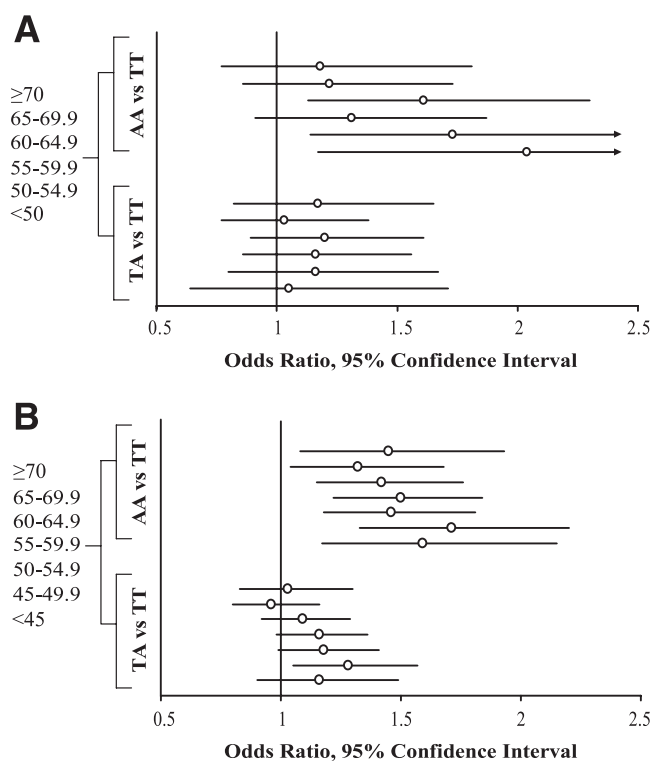 A
AA vs TT
≥70
65-69.9
60-64.9
55-59.9
50-54.9
<50
TA vs TT
0.5 1 1.5 2 2.5
Odds Ratio, 95% Confidence Interval
B
AA vs TT
≥70
65-69.9
60-64.9
55-59.9
50-54.9
45-49.9
<45
TA vs TT
0.5 1 1.5 2 2.5
Odds Ratio, 95% Confidence Interval